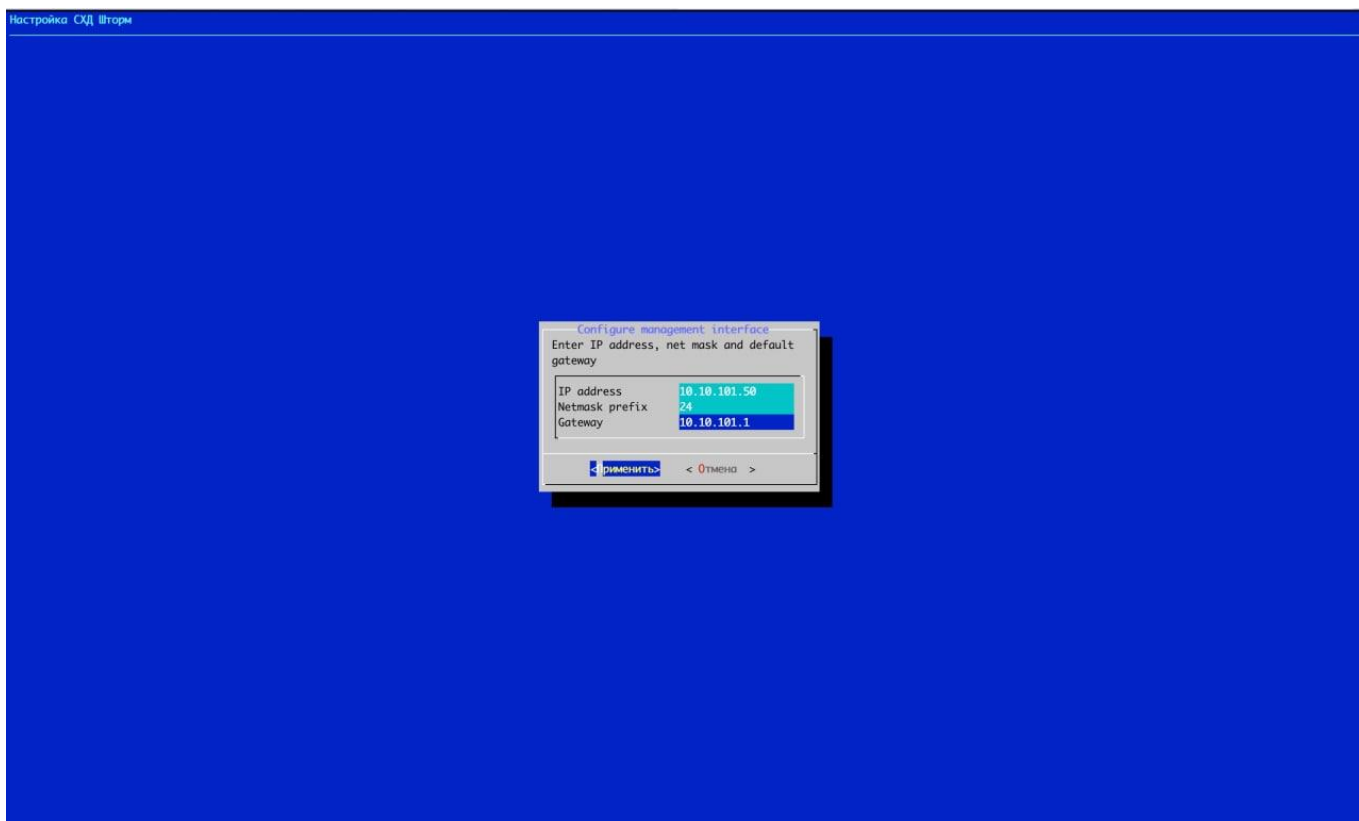 Настройка СХД Шторм
Configure management interface
Enter IP address, net mask and default
gateway
IP address 10.10.101.50
Netmask prefix 24
Gateway 10.10.101.1
<Применить> < Отмена >